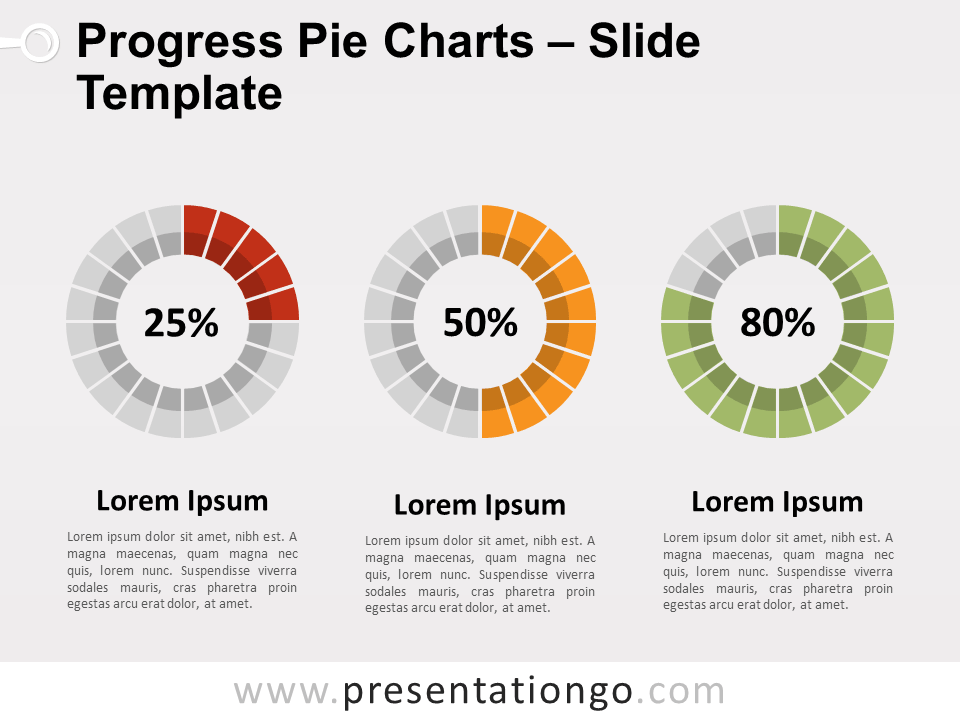 Progress Pie Charts – Slide
Template
25%
50%
80%
Lorem Ipsum
Lorem ipsum dolor sit amet, nibh est. A
magna maecenas, quam magna nec
quis, lorem nunc. Suspendisse viverra
sodales mauris, cras pharetra proin
egestas arcu erat dolor, at amet.
Lorem Ipsum
Lorem ipsum dolor sit amet, nibh est. A
magna maecenas, quam magna nec
quis, lorem nunc. Suspendisse viverra
sodales mauris, cras pharetra proin
egestas arcu erat dolor, at amet.
Lorem Ipsum
Lorem ipsum dolor sit amet, nibh est. A
magna maecenas, quam magna nec
quis, lorem nunc. Suspendisse viverra
sodales mauris, cras pharetra proin
egestas arcu erat dolor, at amet.
www.presentationgo.com